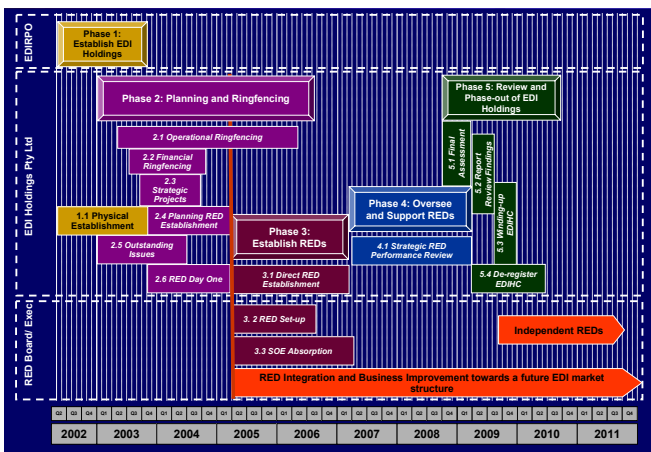 EDIRPO
Phase 1:
Establish EDI
Holdings
EDI Holdings Pty Ltd
Phase 2: Planning and Ringfencing
Phase 5: Review and
Phase-out of EDI
Holdings
2.1 Operational Ringfencing
2.2 Financial
Ringfencing
2.3
Strategic
Projects
1.1 Physical
Establishment
2.4 Planning RED
Establishment
2.5 Outstanding
Issues
2.6 RED Day One
Phase 3:
Establish REDs
3.1 Direct RED
Establishment
Phase 4: Oversee
and Support REDs
4.1 Strategic RED
Performance Review
5.1 Final
Assessment
5.2 Report
Review Findings
5.3 Winding-up
EDIHC
5.4 De-register
EDIHC
RED Board/ Exec
3. 2 RED Set-up
3.3 SOE Absorption
Independent REDs
RED Integration and Business Improvement towards a future EDI market
structure
Q2 Q3 Q4 Q1 Q2 Q3 Q4 Q1 Q2 Q3 Q4 Q1 Q2 Q3 Q4 Q1 Q2 Q3 Q4 Q1 Q2 Q3 Q4 Q1 Q2 Q3 Q4 Q1 Q2 Q3 Q4 Q1 Q2 Q3 Q4 Q1 Q2 Q3 Q4
2002 2003 2004 2005 2006 2007 2008 2009 2010 2011